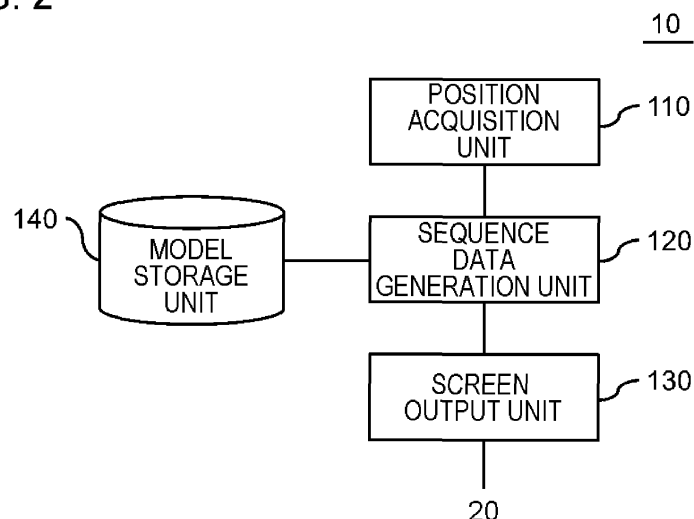 G. 2
10
POSITION
ACQUISITION
UNIT
110
140
MODEL
STORAGE
UNIT
SEQUENCE
DATA
GENERATION UNIT
120
SCREEN
OUTPUT UNIT
130
20